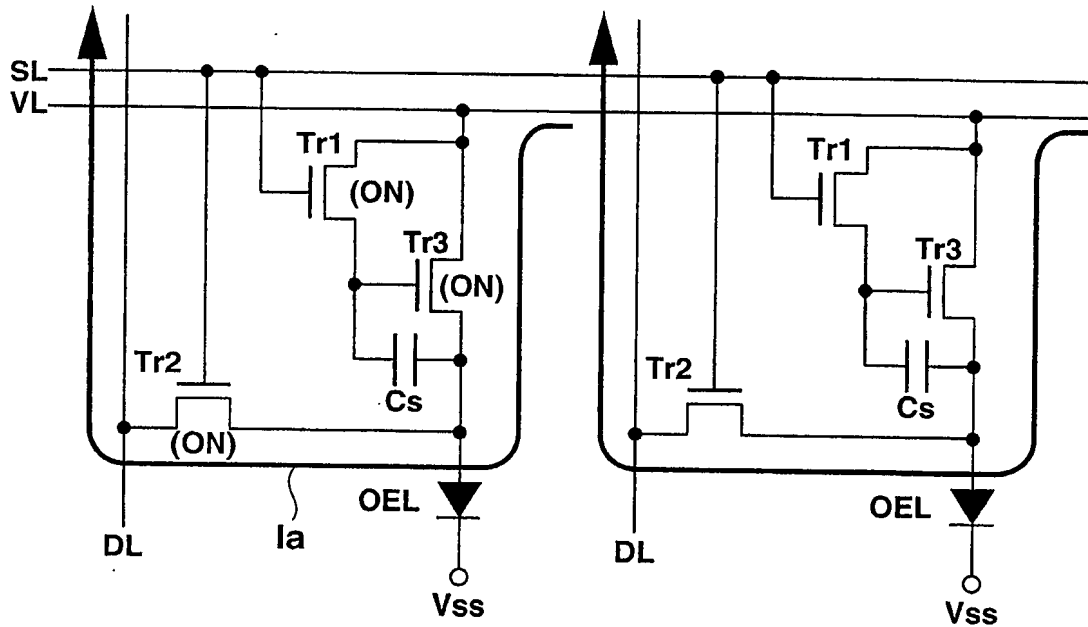 SL
VL
Tr1
(ON)
Tr3
(ON)
Tr2
(ON)
Cs
OEL
Ia
DL
Vss
Tr1
Tr3
Tr2
Cs
OEL
DL
Vss